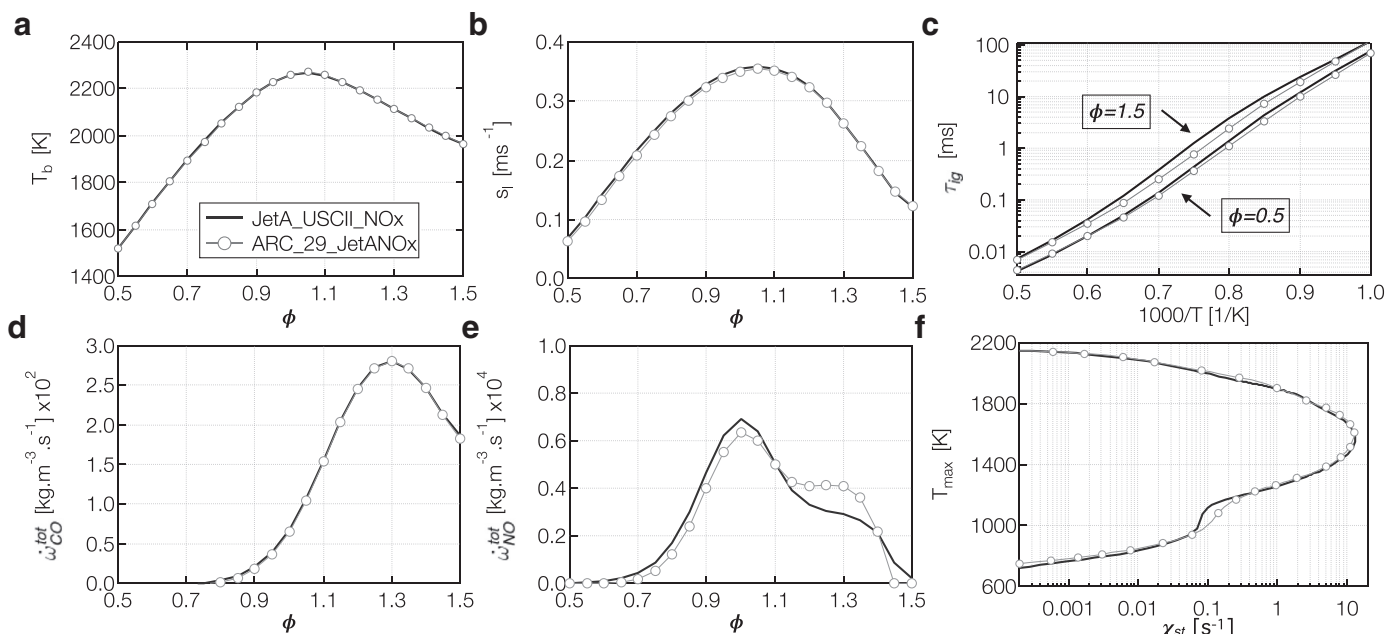 a
T_b [K]
2400
2200
2000
1800
1600
1400
JetA_USCII_NOx
ARC_29_JetANOx
0.5 0.7 0.9 1.1 1.3 1.5
ϕ
b
s_l [ms⁻¹]
0.4
0.3
0.2
0.1
0.0
0.5 0.7 0.9 1.1 1.3 1.5
ϕ
c
τ_ig [ms]
100
10
1
0.1
0.01
ϕ=1.5
ϕ=0.5
0.5 0.6 0.7 0.8 0.9 1.0
1000/T [1/K]
d
ω̇_CO^tot [kg.m⁻³.s⁻¹] x10²
3.0
2.5
2.0
1.5
1.0
0.5
0.0
0.5 0.7 0.9 1.1 1.3 1.5
ϕ
e
ω̇_NO^tot [kg.m⁻³.s⁻¹] x10⁴
1.0
0.8
0.6
0.4
0.2
0.0
0.5 0.7 0.9 1.1 1.3 1.5
ϕ
f
T_max [K]
2200
1800
1400
1000
600
0.001 0.01 0.1 1 10
χ_st [s⁻¹]